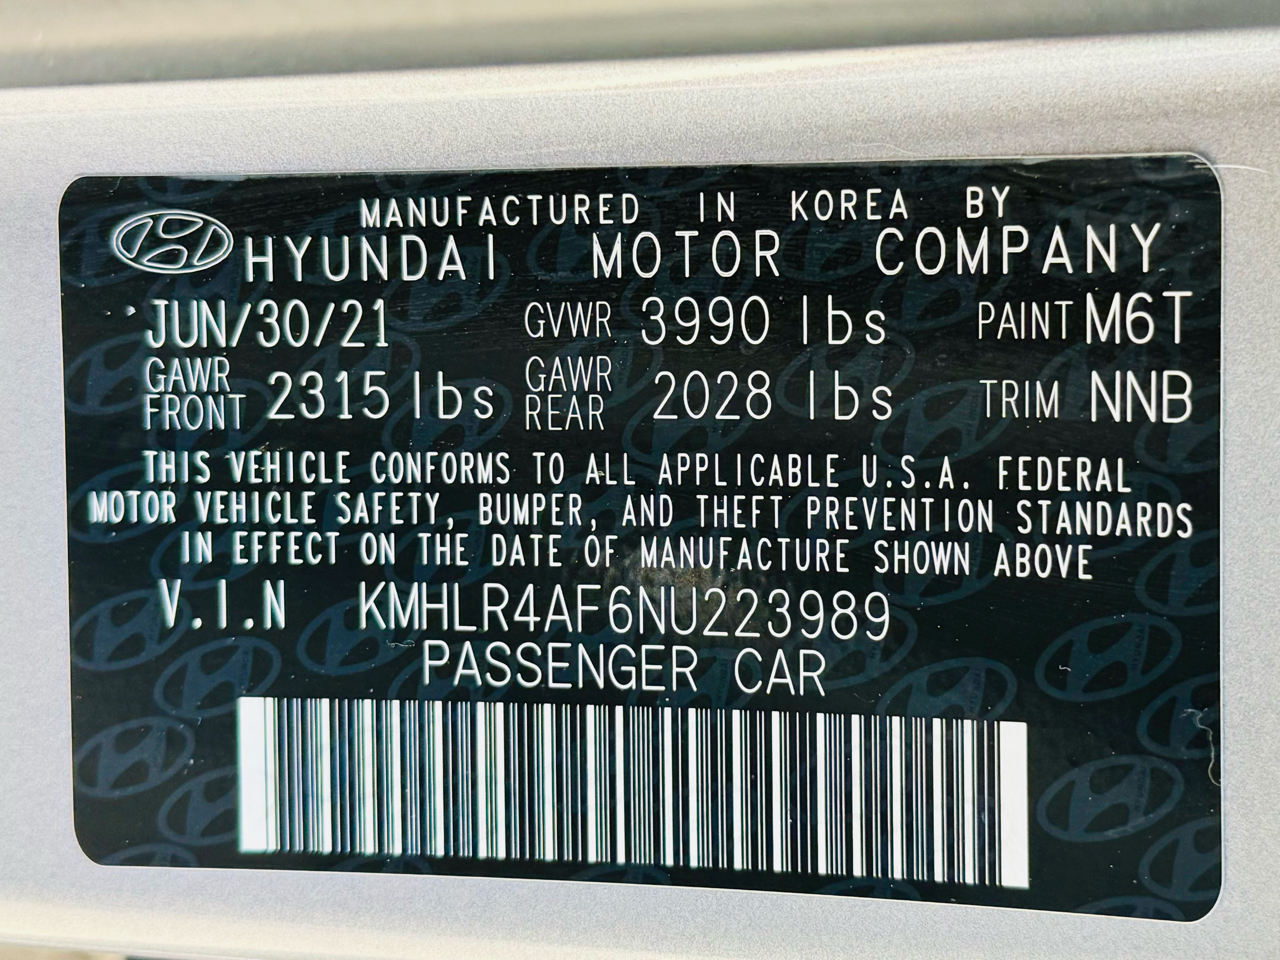 MANUFACTURED IN KOREA BY
HYUNDAI MOTOR COMPANY
JUN/30/21 GVWR 3990 lbs PAINT M6T
GAWR FRONT 2315 lbs GAWR REAR 2028 lbs TRIM NNB
THIS VEHICLE CONFORMS TO ALL APPLICABLE U.S.A. FEDERAL
MOTOR VEHICLE SAFETY, BUMPER, AND THEFT PREVENTION STANDARDS
IN EFFECT ON THE DATE OF MANUFACTURE SHOWN ABOVE
V.I.N KMHLR4AF6NU223989
PASSENGER CAR